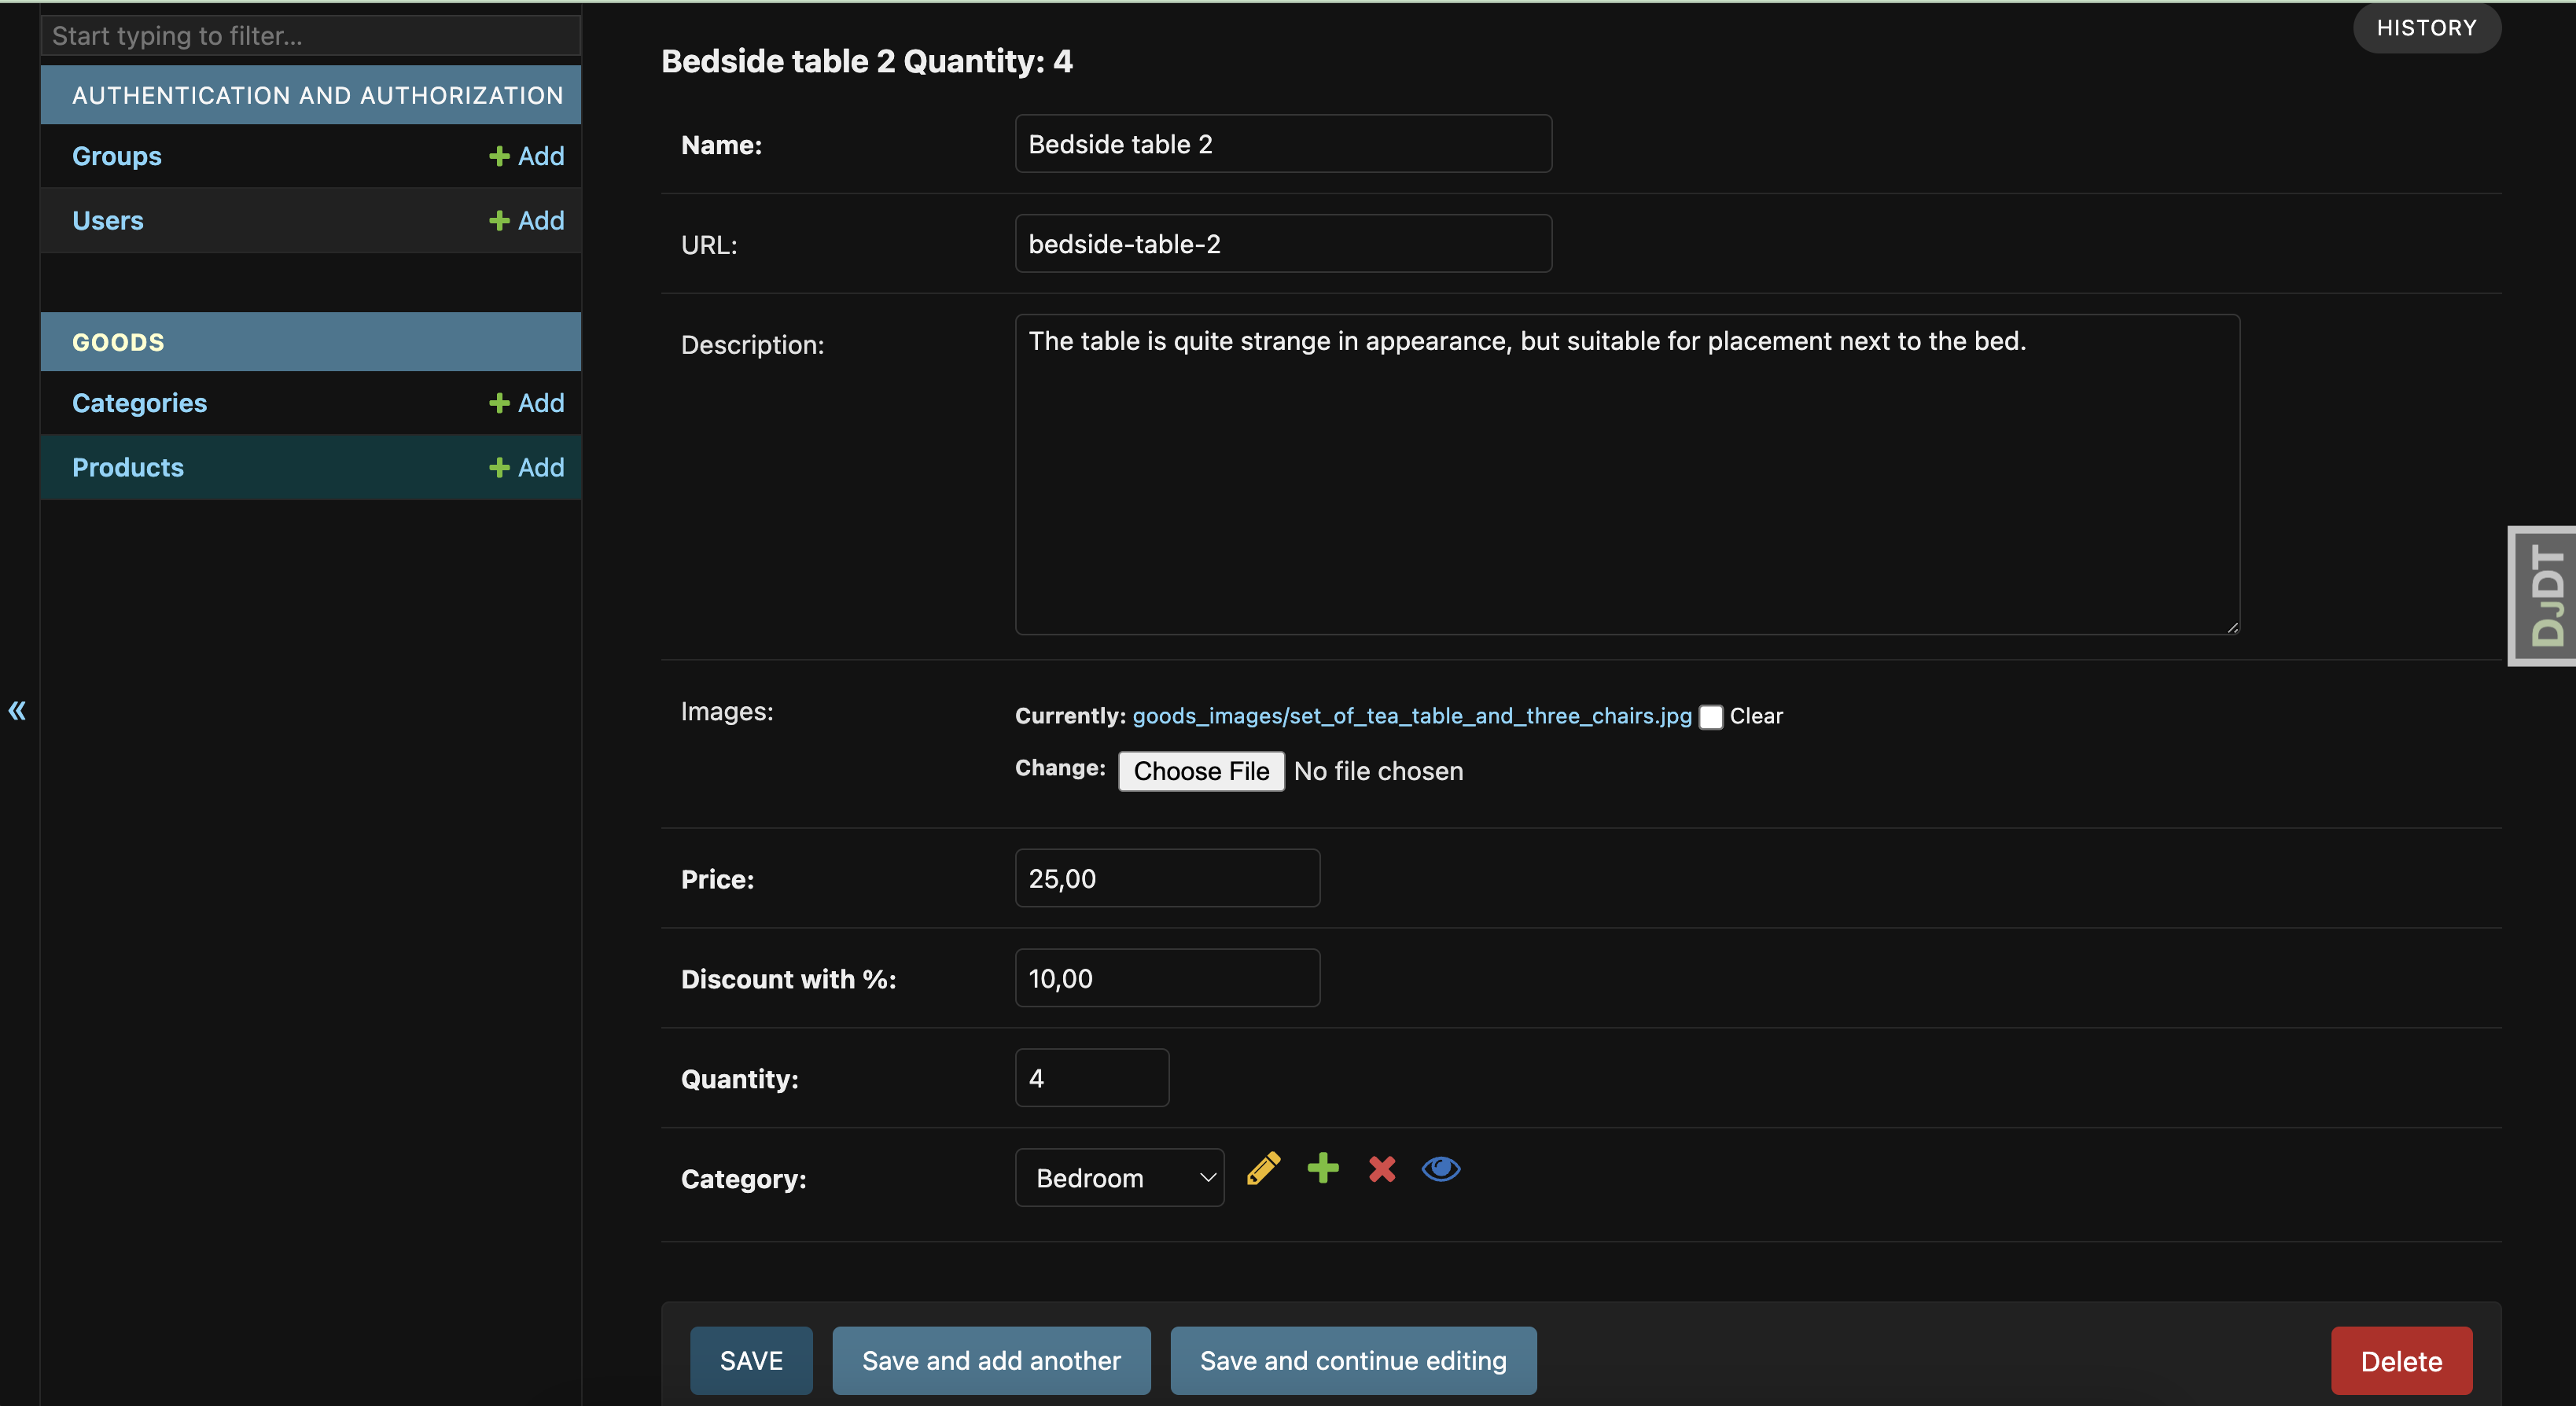 Start typing to filter...
AUTHENTICATION AND AUTHORIZATION
Groups
Add
Users
Add
GOODS
Categories
Add
Products
Add
«
HISTORY
Bedside table 2 Quantity: 4
Name:
Bedside table 2
URL:
bedside-table-2
Description:
The table is quite strange in appearance, but suitable for placement next to the bed.
Images:
Currently: goods_images/set_of_tea_table_and_three_chairs.jpg Clear
Change: Choose File No file chosen
Price:
25,00
Discount with %:
10,00
Quantity:
4
Category:
Bedroom
SAVE
Save and add another
Save and continue editing
Delete
DJDT